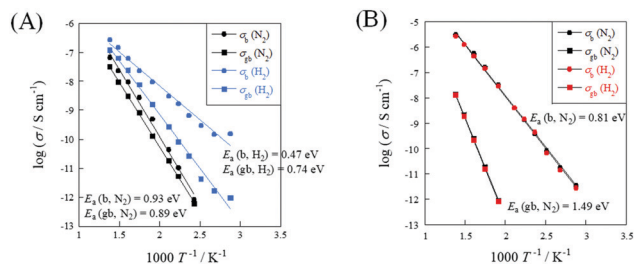 (A)
-5
-6
-7
-8
-9
-10
-11
-12
-13
log (σ / S cm⁻¹)
σb (N₂)
σgb (N₂)
σb (H₂)
σgb (H₂)
Ea (b, H₂) = 0.47 eV
Ea (gb, H₂) = 0.74 eV
Ea (b, N₂) = 0.93 eV
Ea (gb, N₂) = 0.89 eV
1 1.5 2 2.5 3 3.5
1000 T⁻¹ / K⁻¹
(B)
-5
-6
-7
-8
-9
-10
-11
-12
-13
log (σ / S cm⁻¹)
σb (N₂)
σgb (N₂)
σb (H₂)
σgb (H₂)
Ea (b, N₂) = 0.81 eV
Ea (gb, N₂) = 1.49 eV
1 1.5 2 2.5 3 3.5
1000 T⁻¹ / K⁻¹